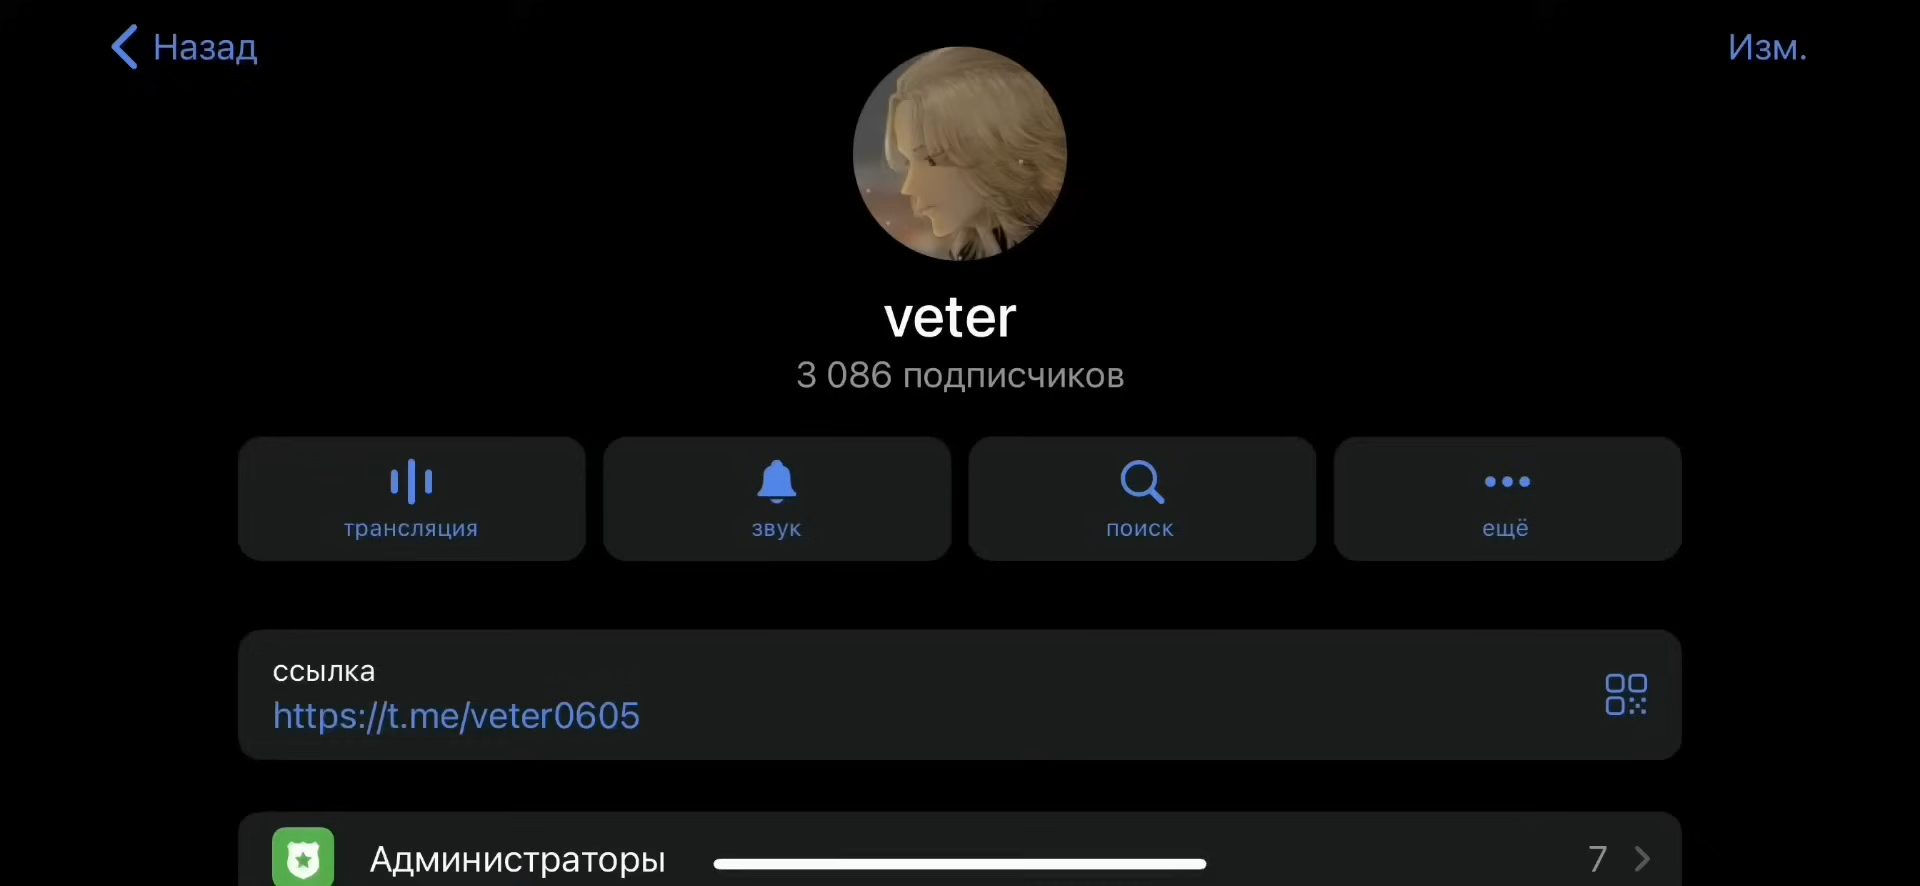 Назад
Изм.
veter
3 086 подписчиков
трансляция
звук
поиск
ещё
ссылка
https://t.me/veter0605
Администраторы
7